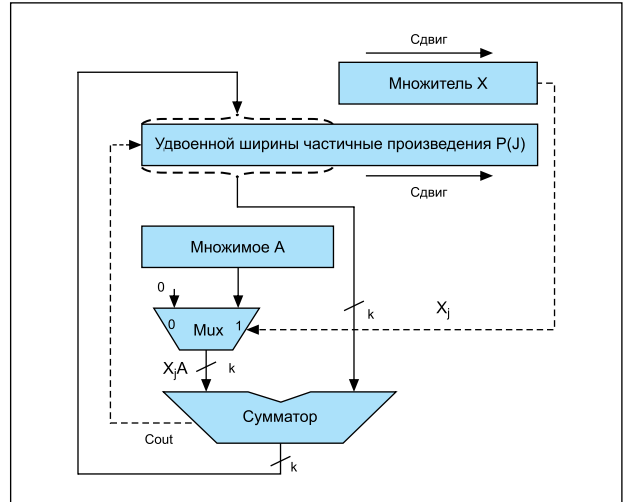 Сдвиг
Множитель X
Удвоенной ширины частичные произведения P(J)
Сдвиг
Множимое A
0
0
Mux
1
k
Xj
XjA
k
Сумматор
Cout
k